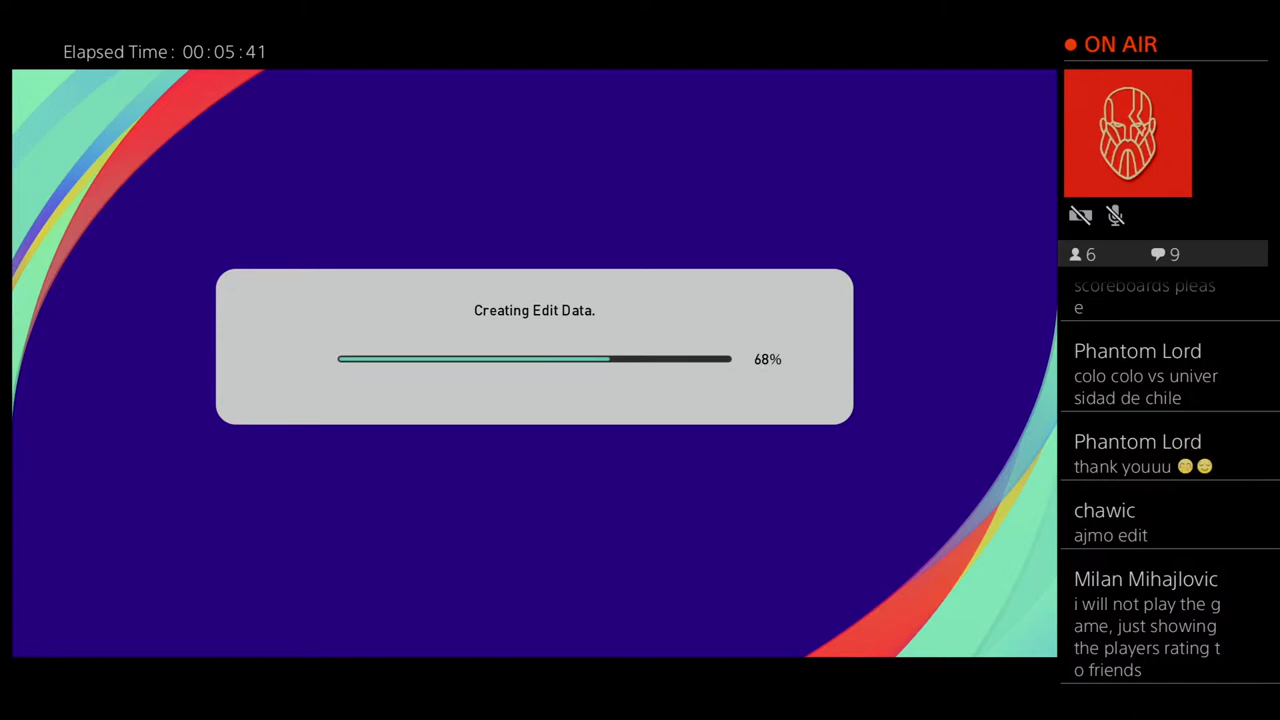 Elapsed Time: 00:05:41
ON AIR
Creating Edit Data.
68%
6
9
scoreboards pleas
e
Phantom Lord
colo colo vs univer
sidad de chile
Phantom Lord
thank youuu 😁😌
chawic
ajmo edit
Milan Mihajlovic
i will not play the g
ame, just showing
the players rating t
o friends